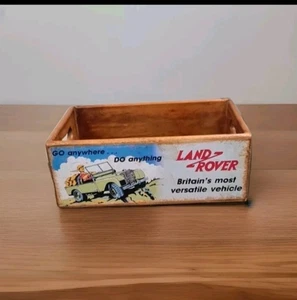 GO anywhere...
DO anything
LAND
ROVER
Britain's most
versatile vehicle